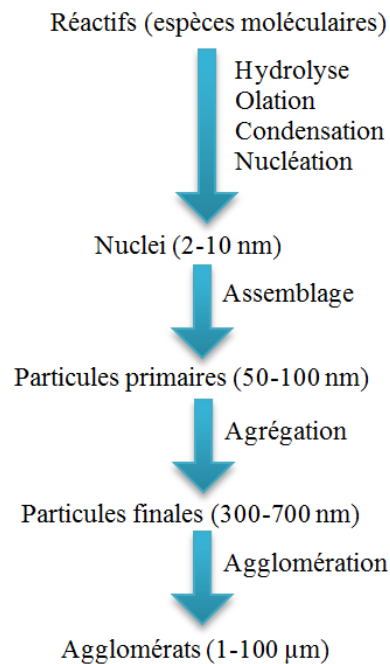 Réactifs (espèces moléculaires)
Hydrolyse
Olation
Condensation
Nucléation
Nuclei (2-10 nm)
Assemblage
Particules primaires (50-100 nm)
Agrégation
Particules finales (300-700 nm)
Agglomération
Agglomérats (1-100 µm)